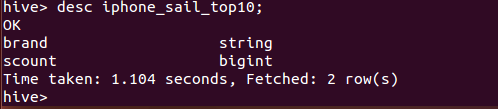 hive> desc iphone_sail_top10;
OK
brand string
scount bigint
Time taken: 1.104 seconds, Fetched: 2 row(s)
hive>